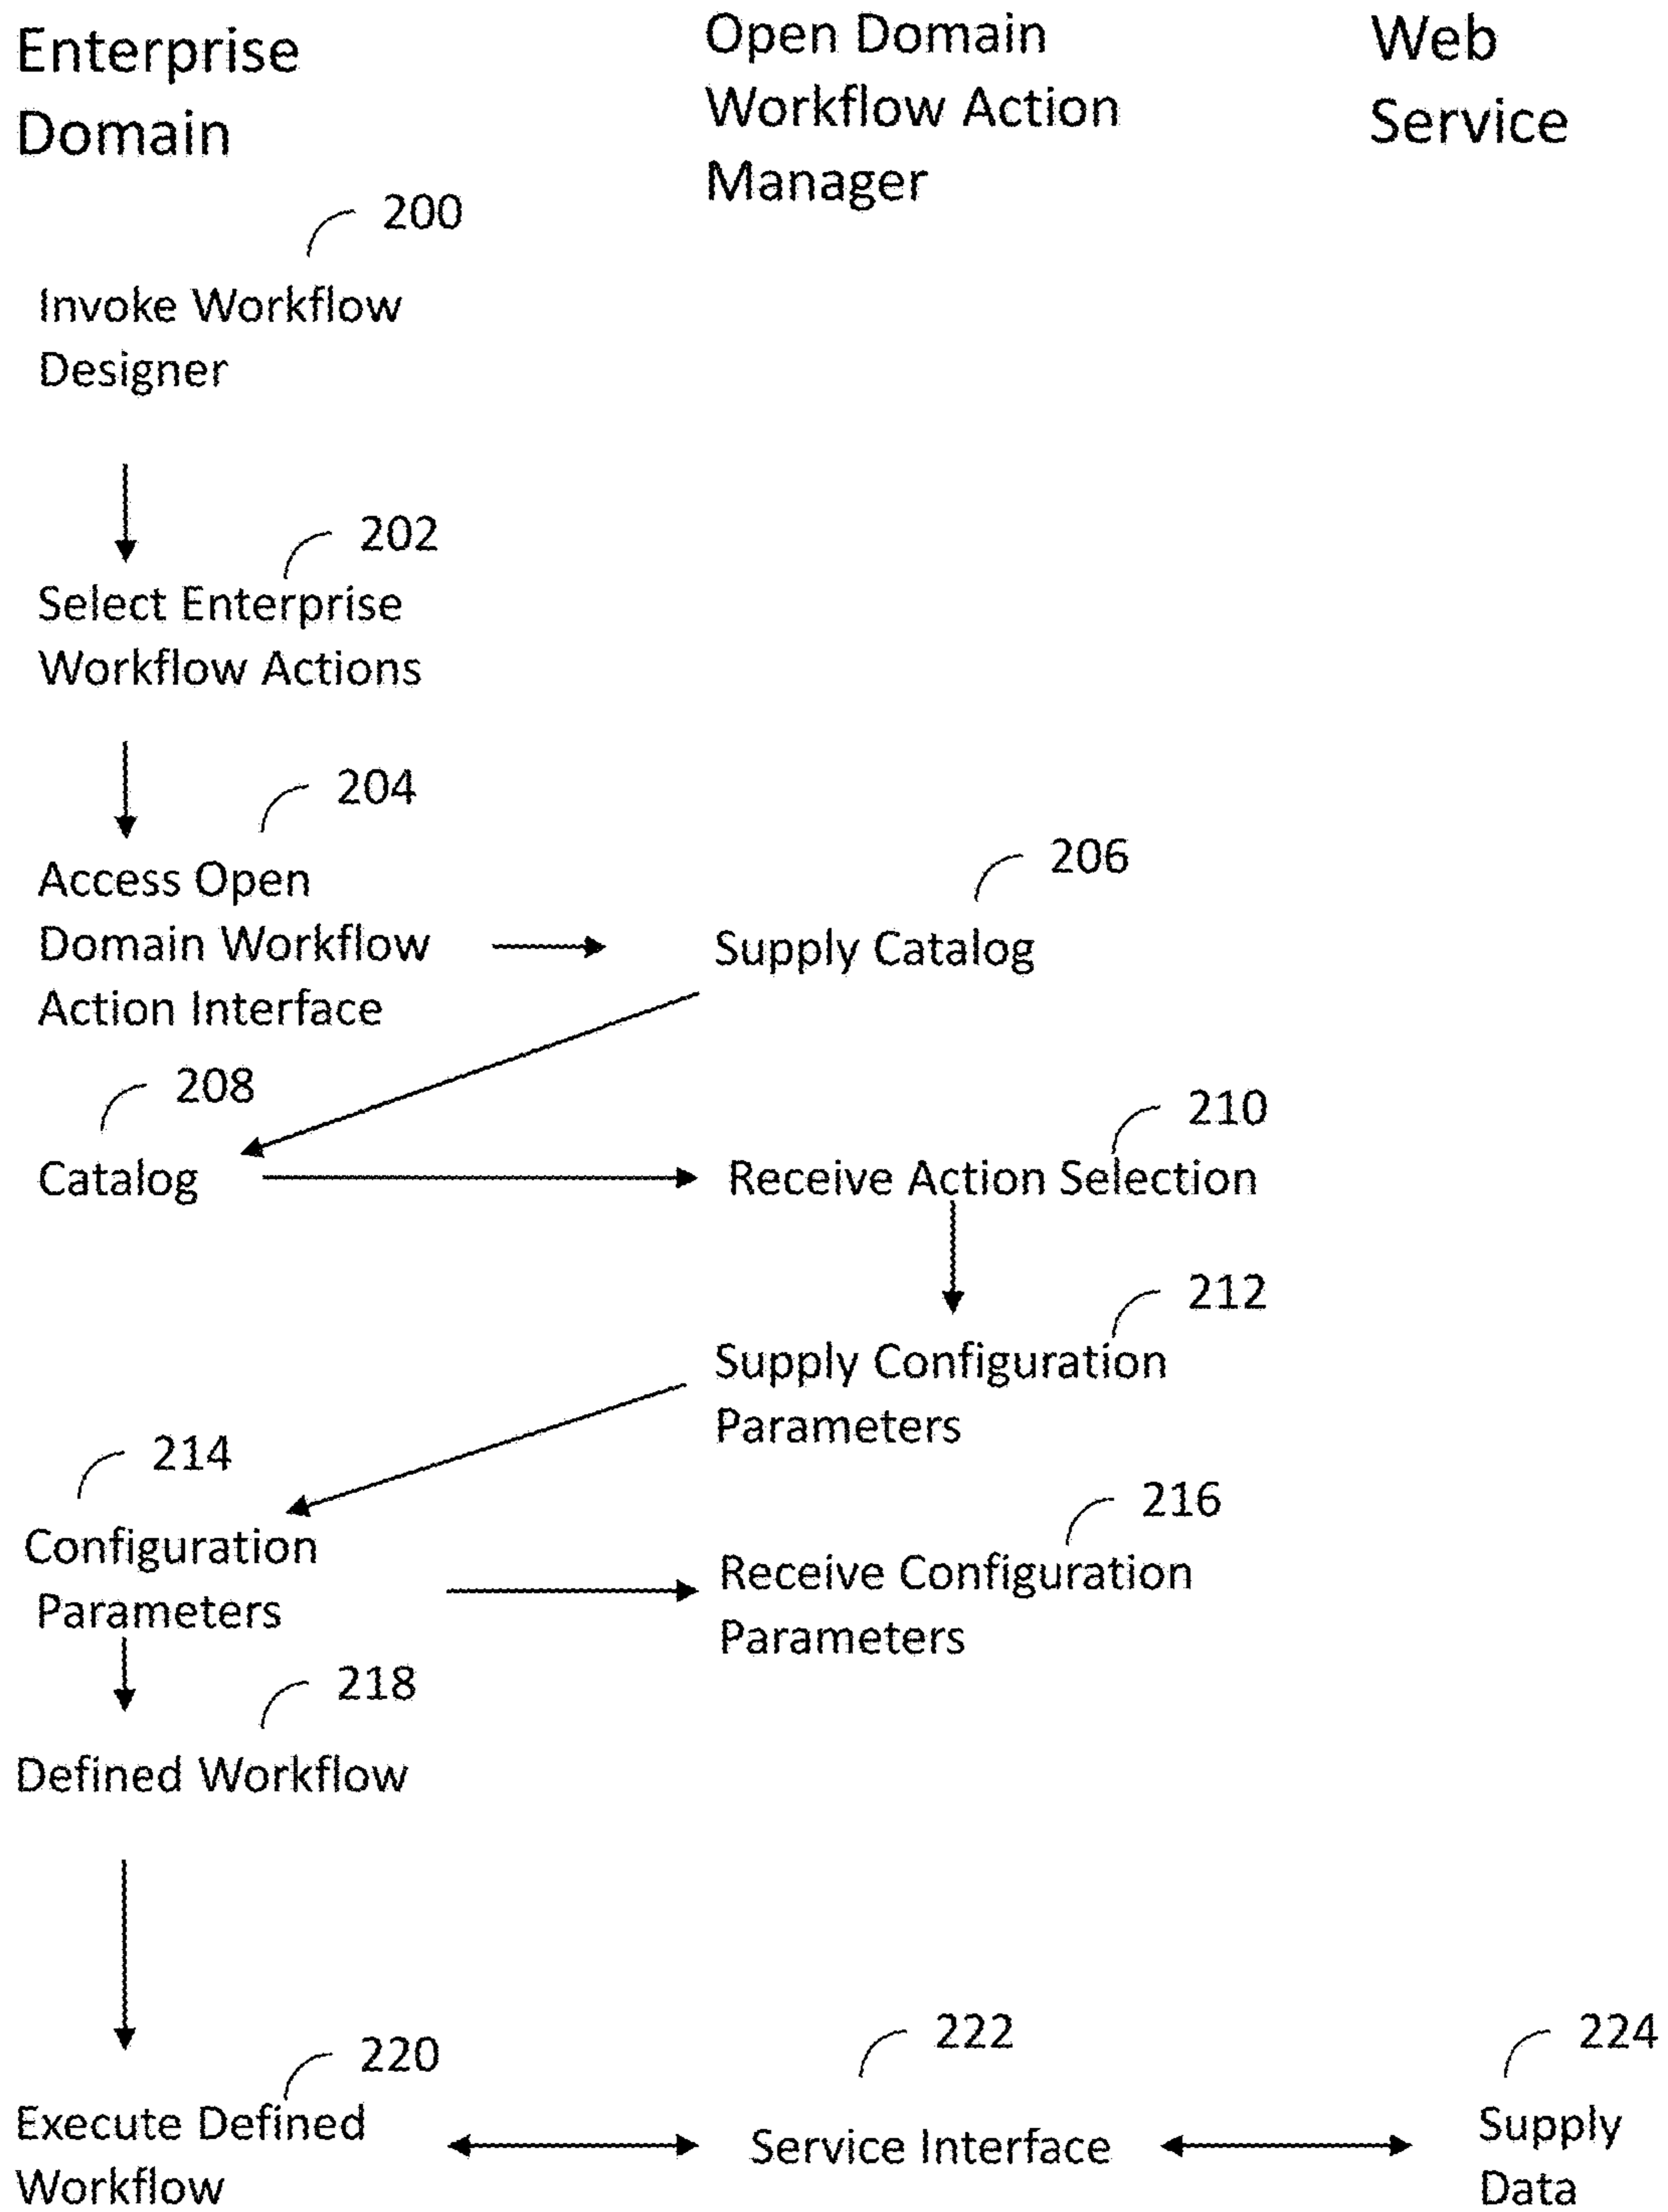 Enterprise
Domain
Open Domain
Workflow Action
Manager
Web
Service
200
Invoke Workflow
Designer
202
Select Enterprise
Workflow Actions
204
Access Open
Domain Workflow
Action Interface
206
Supply Catalog
208
Catalog
210
Receive Action Selection
212
Supply Configuration
Parameters
214
Configuration
Parameters
216
Receive Configuration
Parameters
218
Defined Workflow
220
Execute Defined
Workflow
222
Service Interface
224
Supply
Data